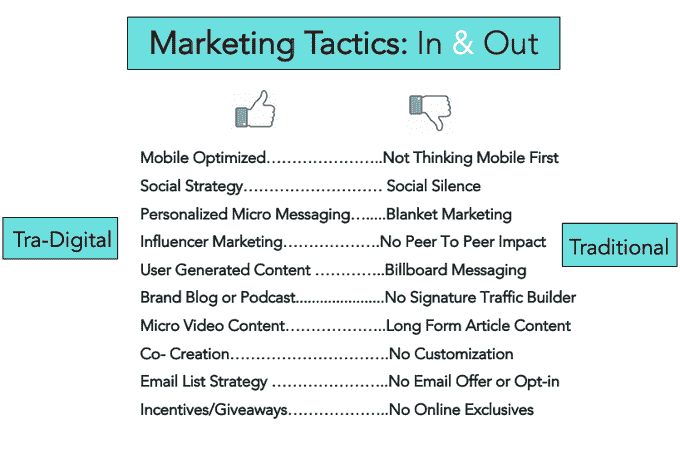 Marketing Tactics: In & Out
Mobile Optimized…………………..Not Thinking Mobile First
Social Strategy……………………… Social Silence
Personalized Micro Messaging….....Blanket Marketing
Tra-Digital
Influencer Marketing……………….No Peer To Peer Impact
Traditional
User Generated Content …………..Billboard Messaging
Brand Blog or Podcast......................No Signature Traffic Builder
Micro Video Content………………..Long Form Article Content
Co- Creation………………………….No Customization
Email List Strategy …………………..No Email Offer or Opt-in
Incentives/Giveaways………………..No Online Exclusives